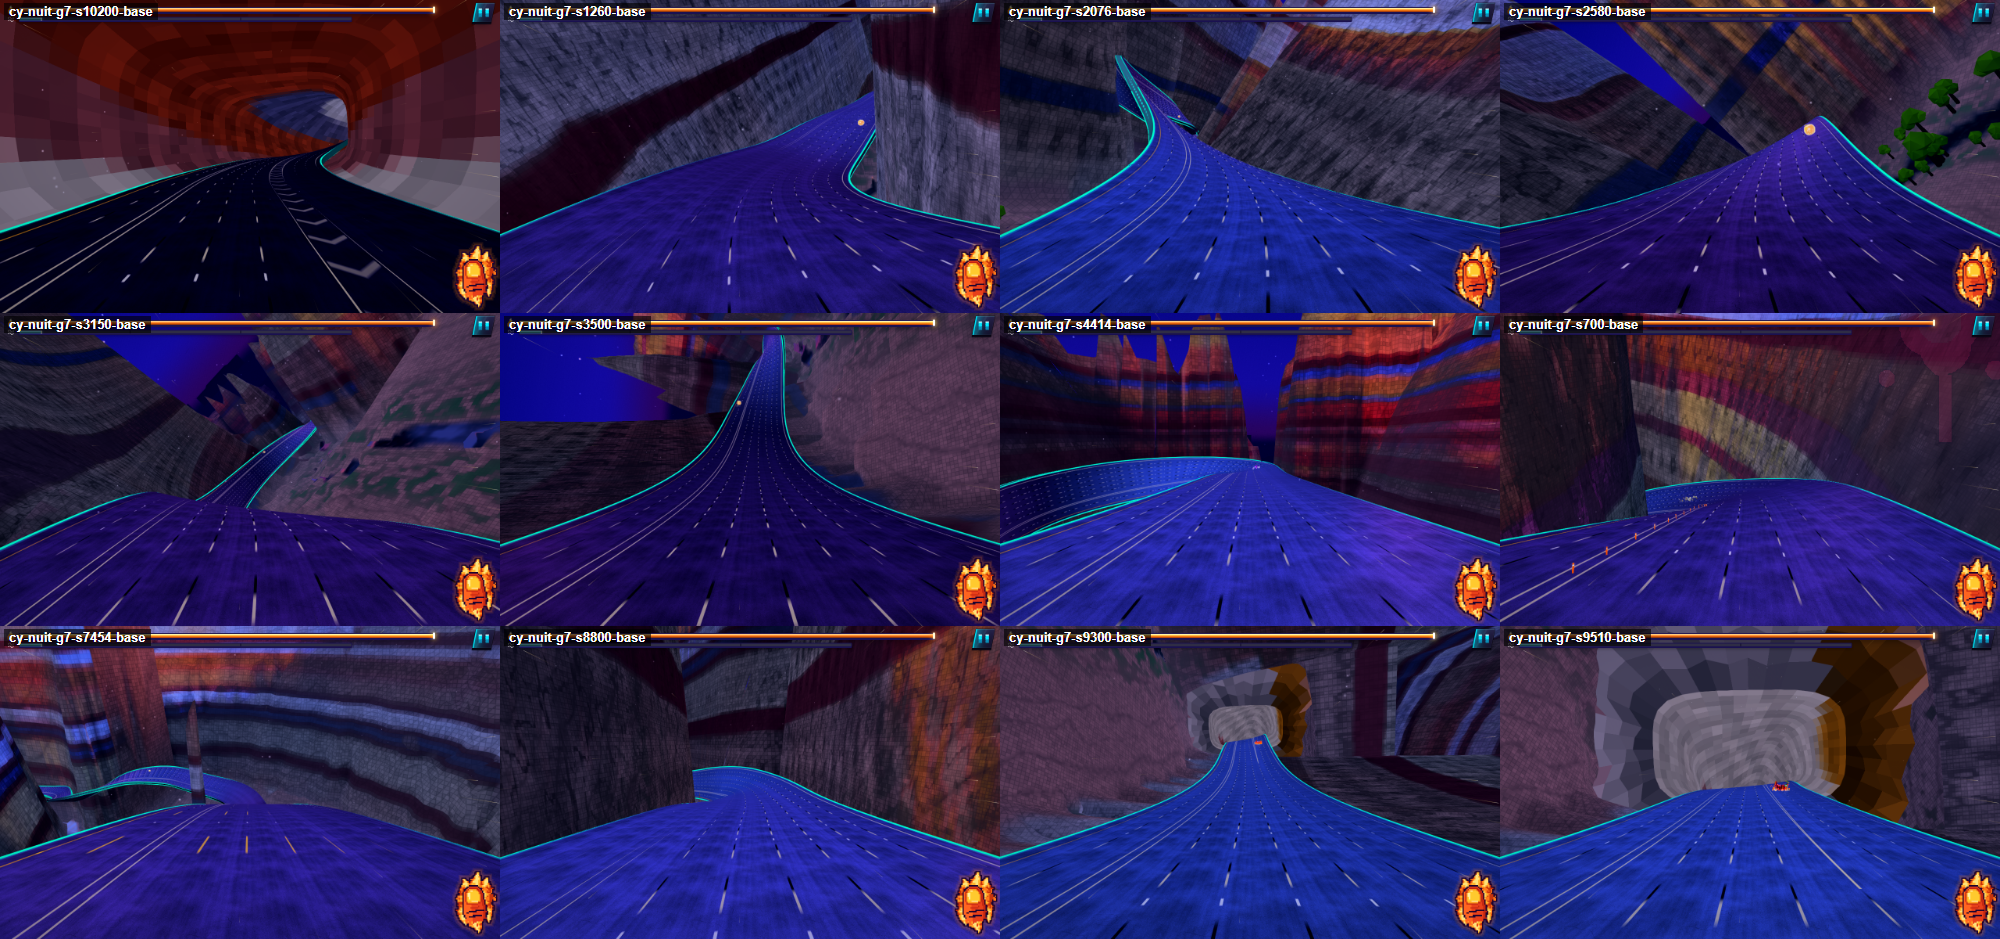 cy-nuit-g7-s10200-base
cy-nuit-g7-s1260-base
cy-nuit-g7-s2076-base
cy-nuit-g7-s2580-base
cy-nuit-g7-s3150-base
cy-nuit-g7-s3500-base
cy-nuit-g7-s4414-base
cy-nuit-g7-s700-base
cy-nuit-g7-s7454-base
cy-nuit-g7-s8800-base
cy-nuit-g7-s9300-base
cy-nuit-g7-s9510-base